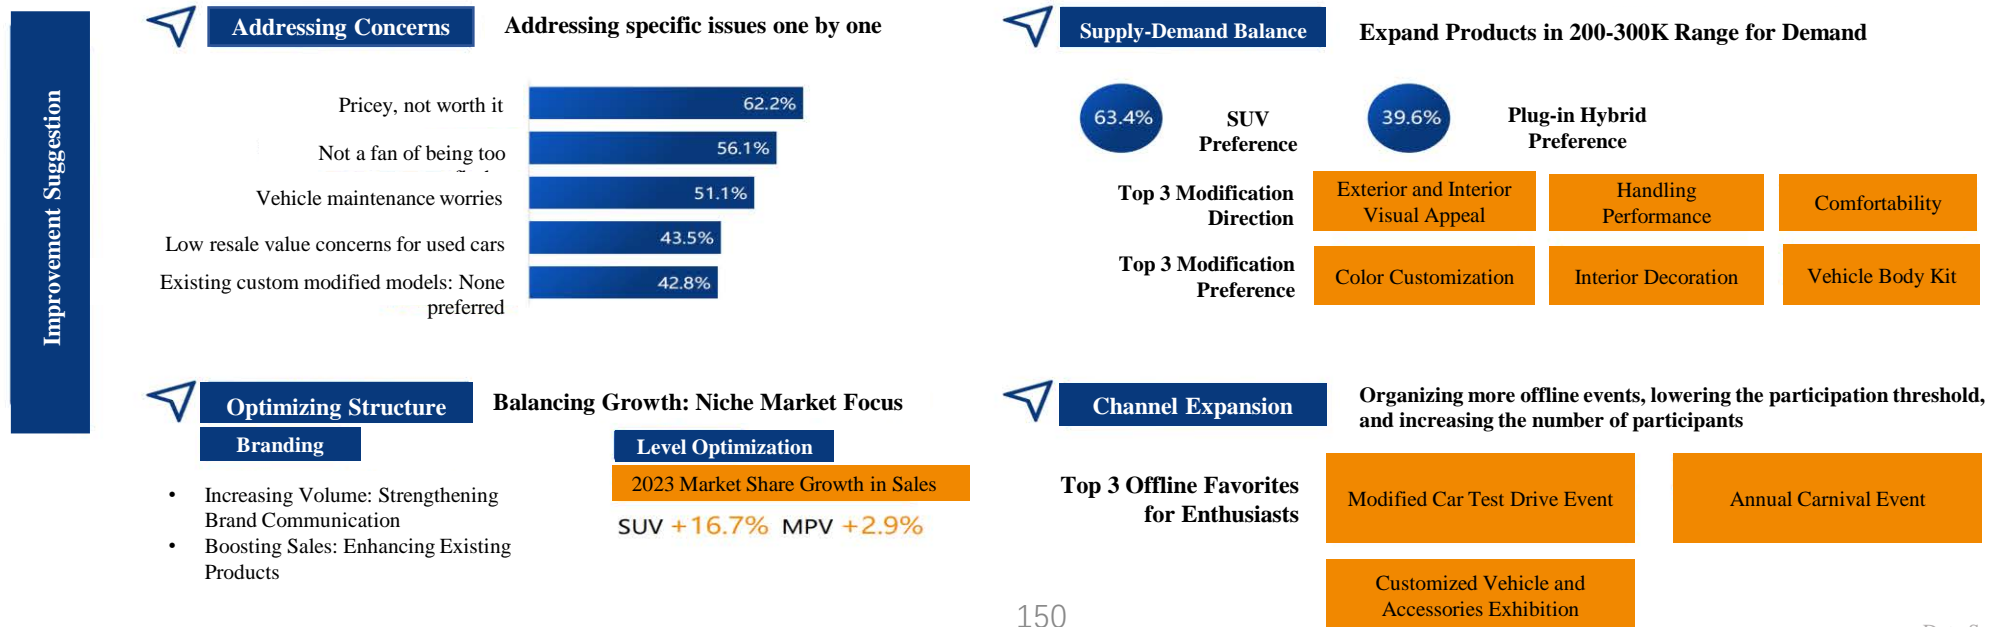 Improvement Suggestion
Addressing Concerns
Addressing specific issues one by one
Pricey, not worth it
62.2%
Not a fan of being too
56.1%
Vehicle maintenance worries
51.1%
Low resale value concerns for used cars
43.5%
Existing custom modified models: None
preferred
42.8%
Supply-Demand Balance
Expand Products in 200-300K Range for Demand
63.4%
SUV
Preference
39.6%
Plug-in Hybrid
Preference
Top 3 Modification
Direction
Exterior and Interior
Visual Appeal
Handling
Performance
Comfortability
Top 3 Modification
Preference
Color Customization
Interior Decoration
Vehicle Body Kit
Optimizing Structure
Balancing Growth: Niche Market Focus
Branding
• Increasing Volume: Strengthening
Brand Communication
• Boosting Sales: Enhancing Existing
Products
Level Optimization
2023 Market Share Growth in Sales
SUV +16.7% MPV +2.9%
Channel Expansion
Organizing more offline events, lowering the participation threshold,
and increasing the number of participants
Top 3 Offline Favorites
for Enthusiasts
Modified Car Test Drive Event
Annual Carnival Event
Customized Vehicle and
Accessories Exhibition
150